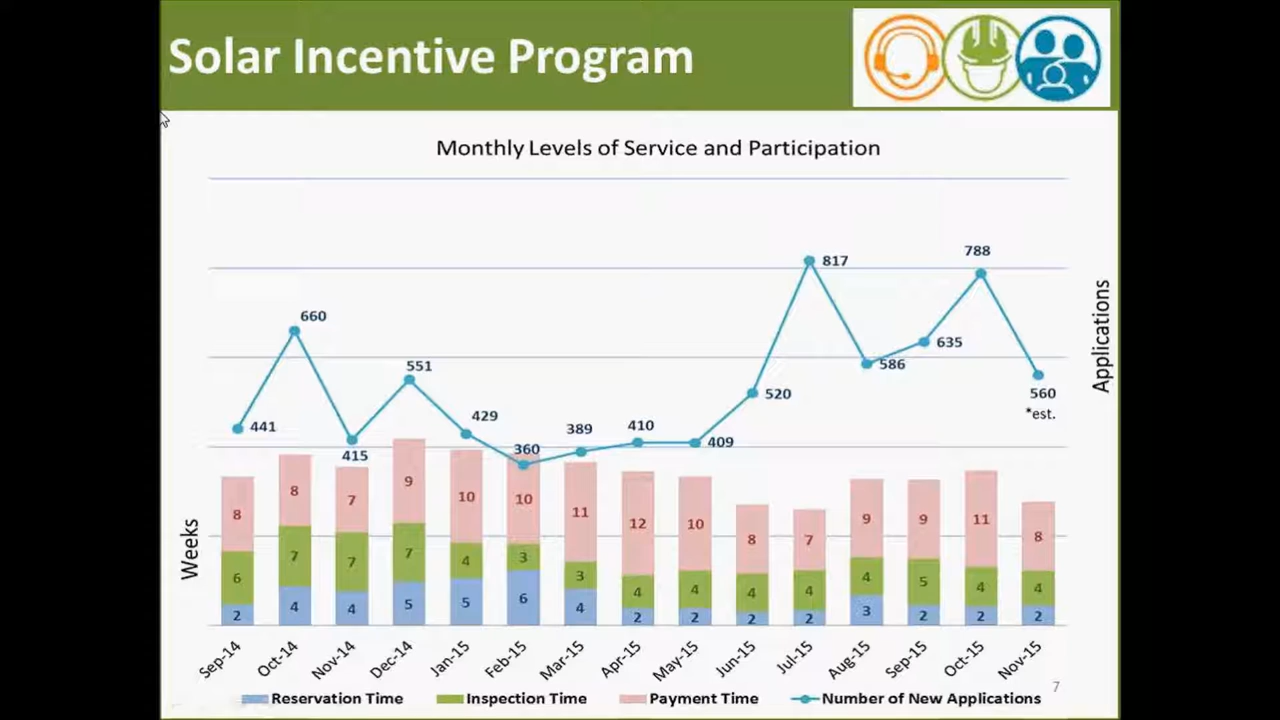 Solar Incentive Program
Monthly Levels of Service and Participation
Applications
Weeks
817
788
660
635
586
551
520
560
*est.
441
429
415
410
409
389
360
8 8 7 9 10 10 11 12 10 8 7 9 9 11 8
6 7 7 7 4 3 3 4 4 4 4 4 5 4 4
2 4 4 5 5 6 4 2 2 2 2 3 2 2 2
Sep-14 Oct-14 Nov-14 Dec-14 Jan-15 Feb-15 Mar-15 Apr-15 May-15 Jun-15 Jul-15 Aug-15 Sep-15 Oct-15 Nov-15
Reservation Time Inspection Time Payment Time Number of New Applications
7